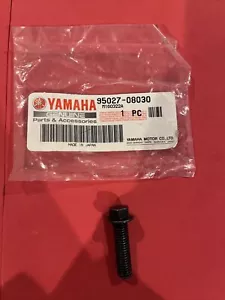 YAMAHA
95027-08030
GENUINE
Parts & Accessories
1 PC
YAMAHA MOTOR CO.,LTD.
MADE IN JAPAN